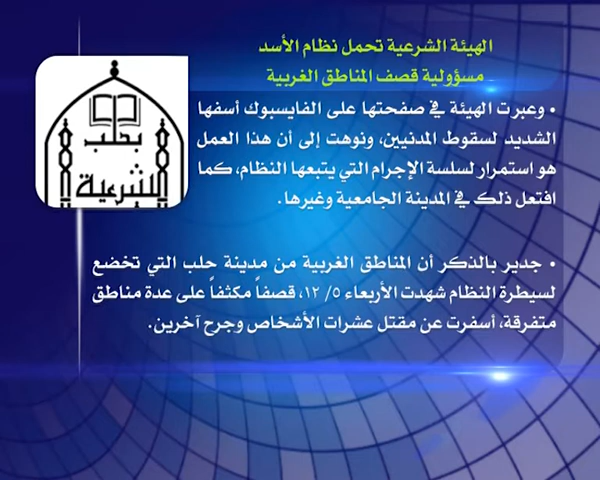 الهيئة الشرعية تحمل نظام الأسد
مسؤولية قصف المناطق الغربية
• وعبرت الهيئة في صفحتها على الفايسبوك أسفها
الشديد لسقوط المدنيين، ونوهت إلى أن هذا العمل
هو استمرار لسلسة الإجرام التي يتبعها النظام، كما
افتعل ذلك في المدينة الجامعية وغيرها.
• جدير بالذكر أن المناطق الغربية من مدينة حلب التي تخضع
لسيطرة النظام شهدت الأربعاء ٥/ ١٢، قصفاً مكثفاً على عدة مناطق
متفرقة، أسفرت عن مقتل عشرات الأشخاص وجرح آخرين.
بحلب
الشرعية